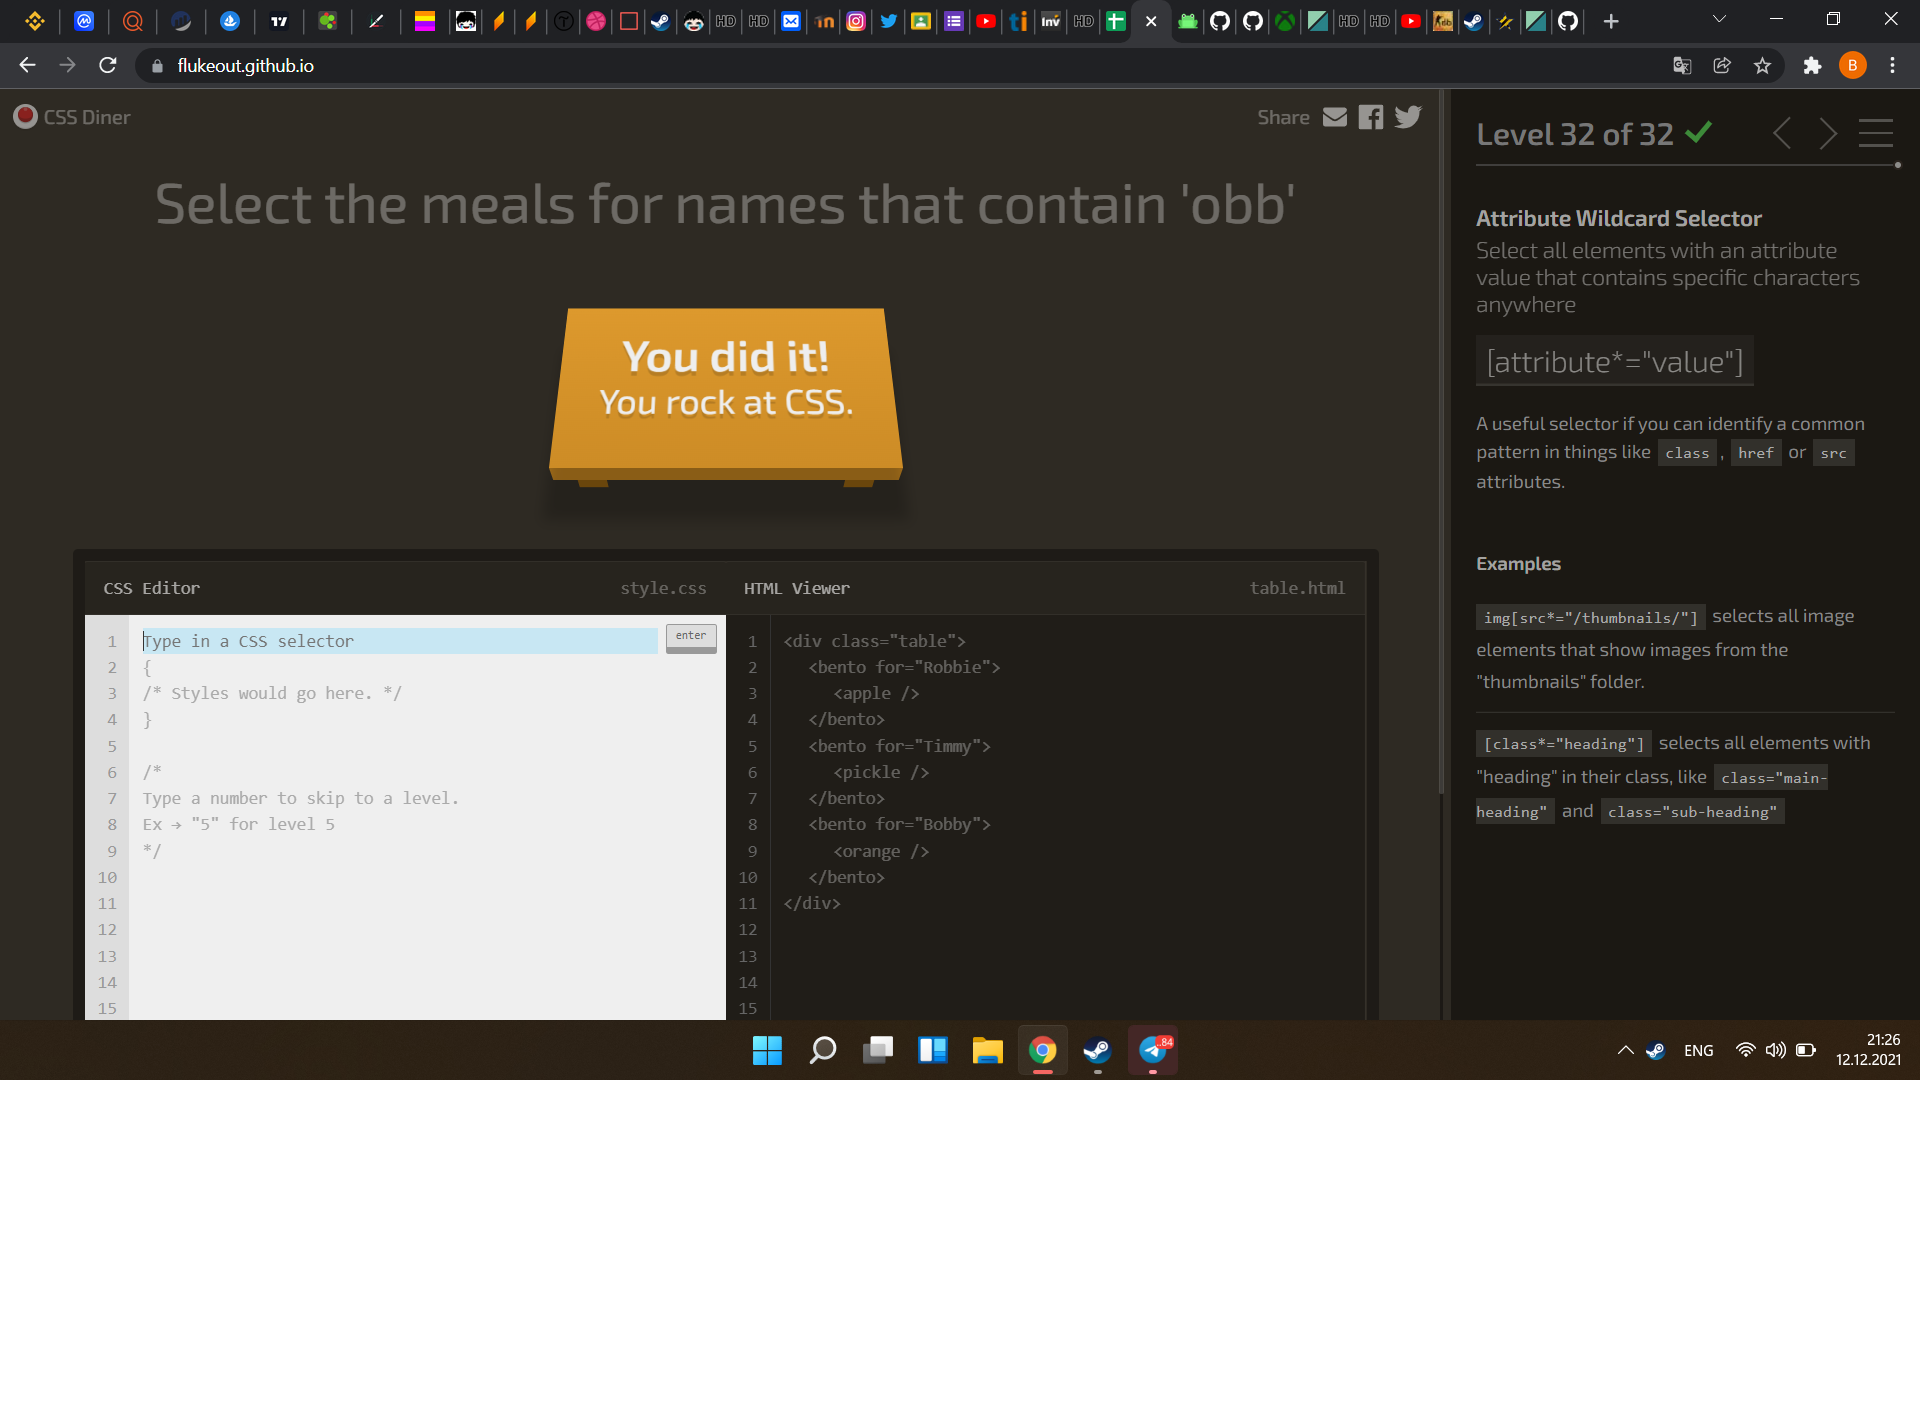 HD
HD
Inv
HD
HD
HD
flukeout.github.io
B
CSS Diner
Share
Select the meals for names that contain 'obb'
You did it!
You rock at CSS.
CSS Editor
style.css
HTML Viewer
table.html
1
2
3
4
5
6
7
8
9
10
11
12
13
14
15
Type in a CSS selector
enter
{
/* Styles would go here. */
}
/*
Type a number to skip to a level.
Ex → "5" for level 5
*/
1
2
3
4
5
6
7
8
9
10
11
12
13
14
15
<div class="table">
<bento for="Robbie">
<apple />
</bento>
<bento for="Timmy">
<pickle />
</bento>
<bento for="Bobby">
<orange />
</bento>
</div>
Level 32 of 32
Attribute Wildcard Selector
Select all elements with an attribute
value that contains specific characters
anywhere
[attribute*="value"]
A useful selector if you can identify a common
pattern in things like class , href or src
attributes.
Examples
img[src*="/thumbnails/"] selects all image
elements that show images from the
"thumbnails" folder.
[class*="heading"] selects all elements with
"heading" in their class, like class="main-
heading" and class="sub-heading"
84
ENG
21:26
12.12.2021